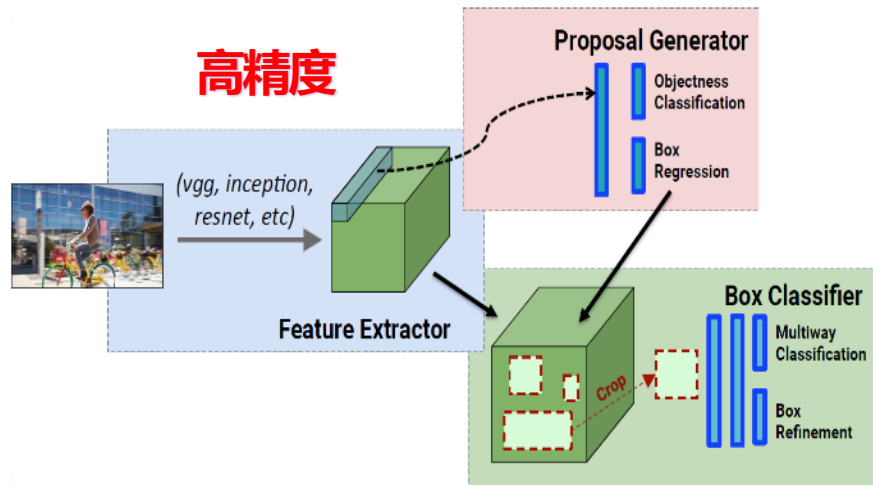 高精度
Proposal Generator
Objectness
Classification
Box
Regression
(vgg, inception,
resnet, etc)
Feature Extractor
Box Classifier
Multiway
Classification
Crop
Box
Refinement